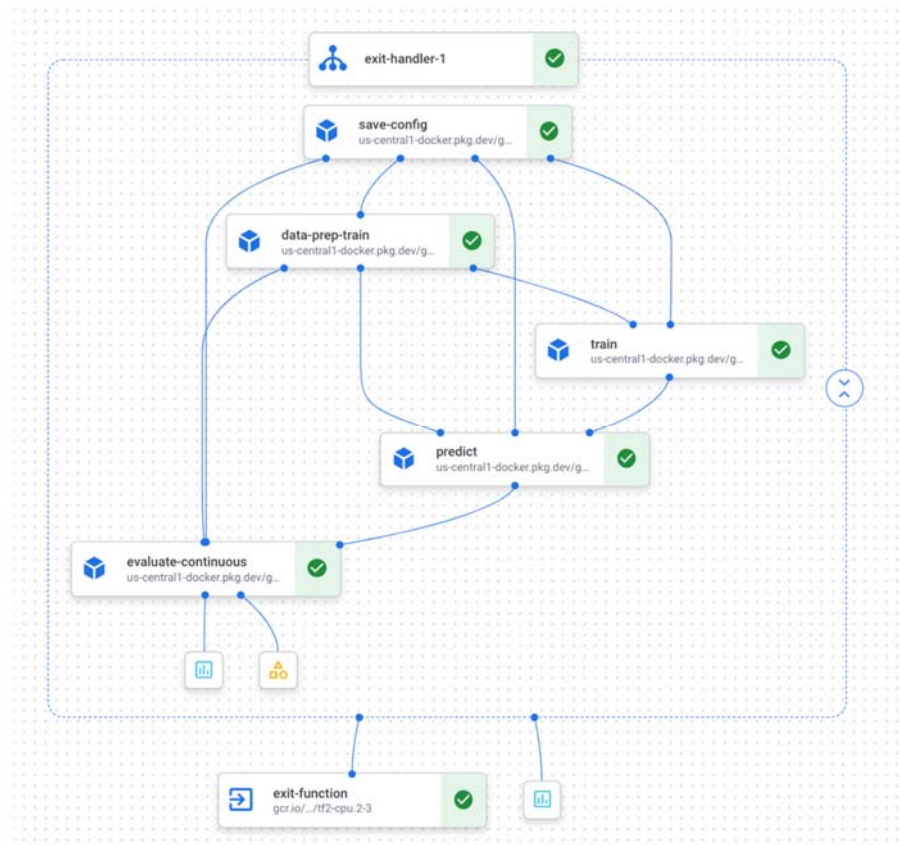 exit-handler-1
save-config
us-central1-docker.pkg.dev/g...
data-prep-train
us-central1-docker.pkg.dev/g...
train
us-central1-docker.pkg.dev/g...
predict
us-central1-docker.pkg.dev/g...
evaluate-continuous
us-central1-docker.pkg.dev/g...
exit-function
gcr.io/.../tf2-cpu.2-3